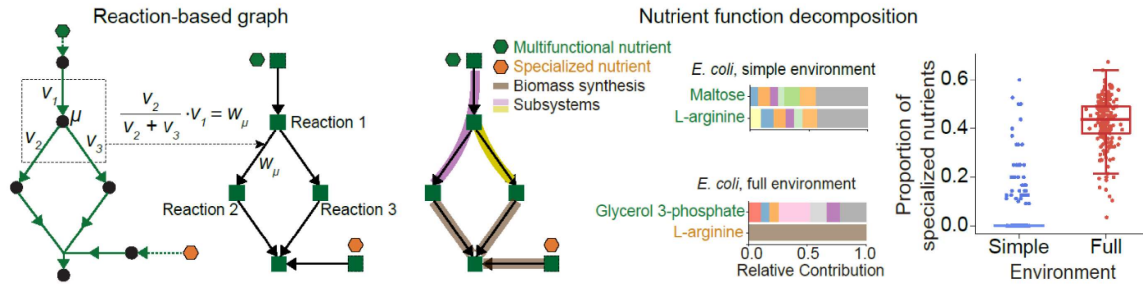 Reaction-based graph
Nutrient function decomposition
v1
μ
v2
v3
v2 / (v2 + v3) · v1 = wμ
Reaction 1
wμ
Reaction 2
Reaction 3
Multifunctional nutrient
Specialized nutrient
Biomass synthesis
Subsystems
E. coli, simple environment
Maltose
L-arginine
E. coli, full environment
Glycerol 3-phosphate
L-arginine
0.0 0.5 1.0
Relative Contribution
Proportion of
specialized nutrients
0.6
0.4
0.2
0.0
Simple Full
Environment